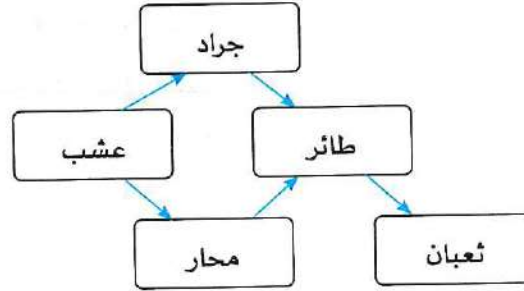 جراد
عشب
طائر
محار
ثعبان